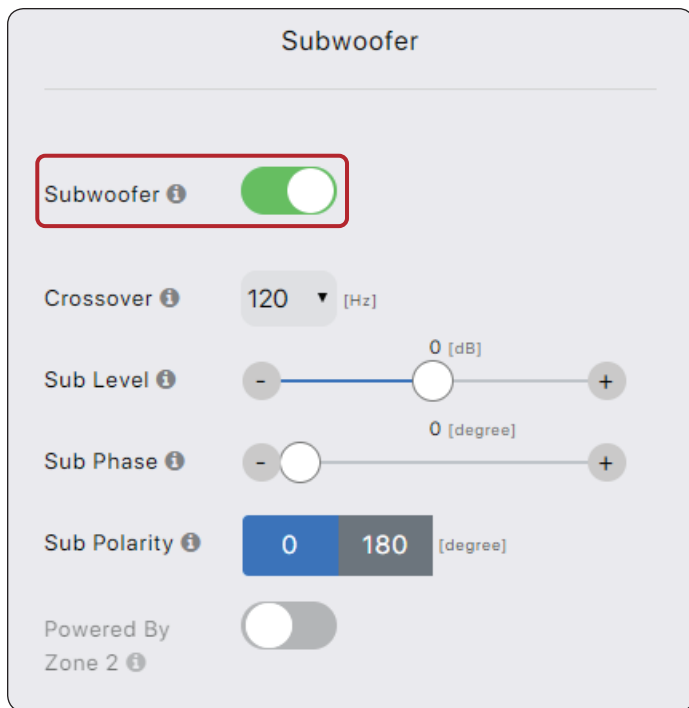 Subwoofer
Subwoofer
Crossover 120 [Hz]
0 [dB]
Sub Level - +
0 [degree]
Sub Phase - +
Sub Polarity 0 180 [degree]
Powered By
Zone 2